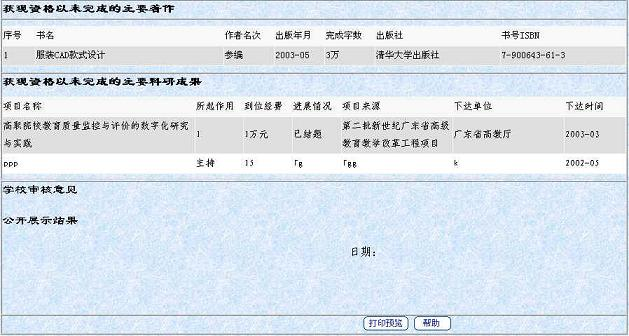 获现资格以来完成的主要著作
序号 书名 作者名次 出版年月 完成字数 出版社 书号ISBN
1 服装CAD款式设计 参编 2003-05 3万 清华大学出版社 7-900643-61-3
获现资格以来完成的主要科研成果
项目名称 所起作用 到位经费 进展情况 项目来源 下达单位 下达时间
高职院校教育质量监控与评价的数字化研究 1 1万元 已结题 第二批新世纪广东省高级 广东省高教厅 2003-03
与实践 教育教学改革工程项目
ppp 主持 15 fg fgg k 2002-05
学校审核意见
公开展示结果
日期：
打印预览 帮助